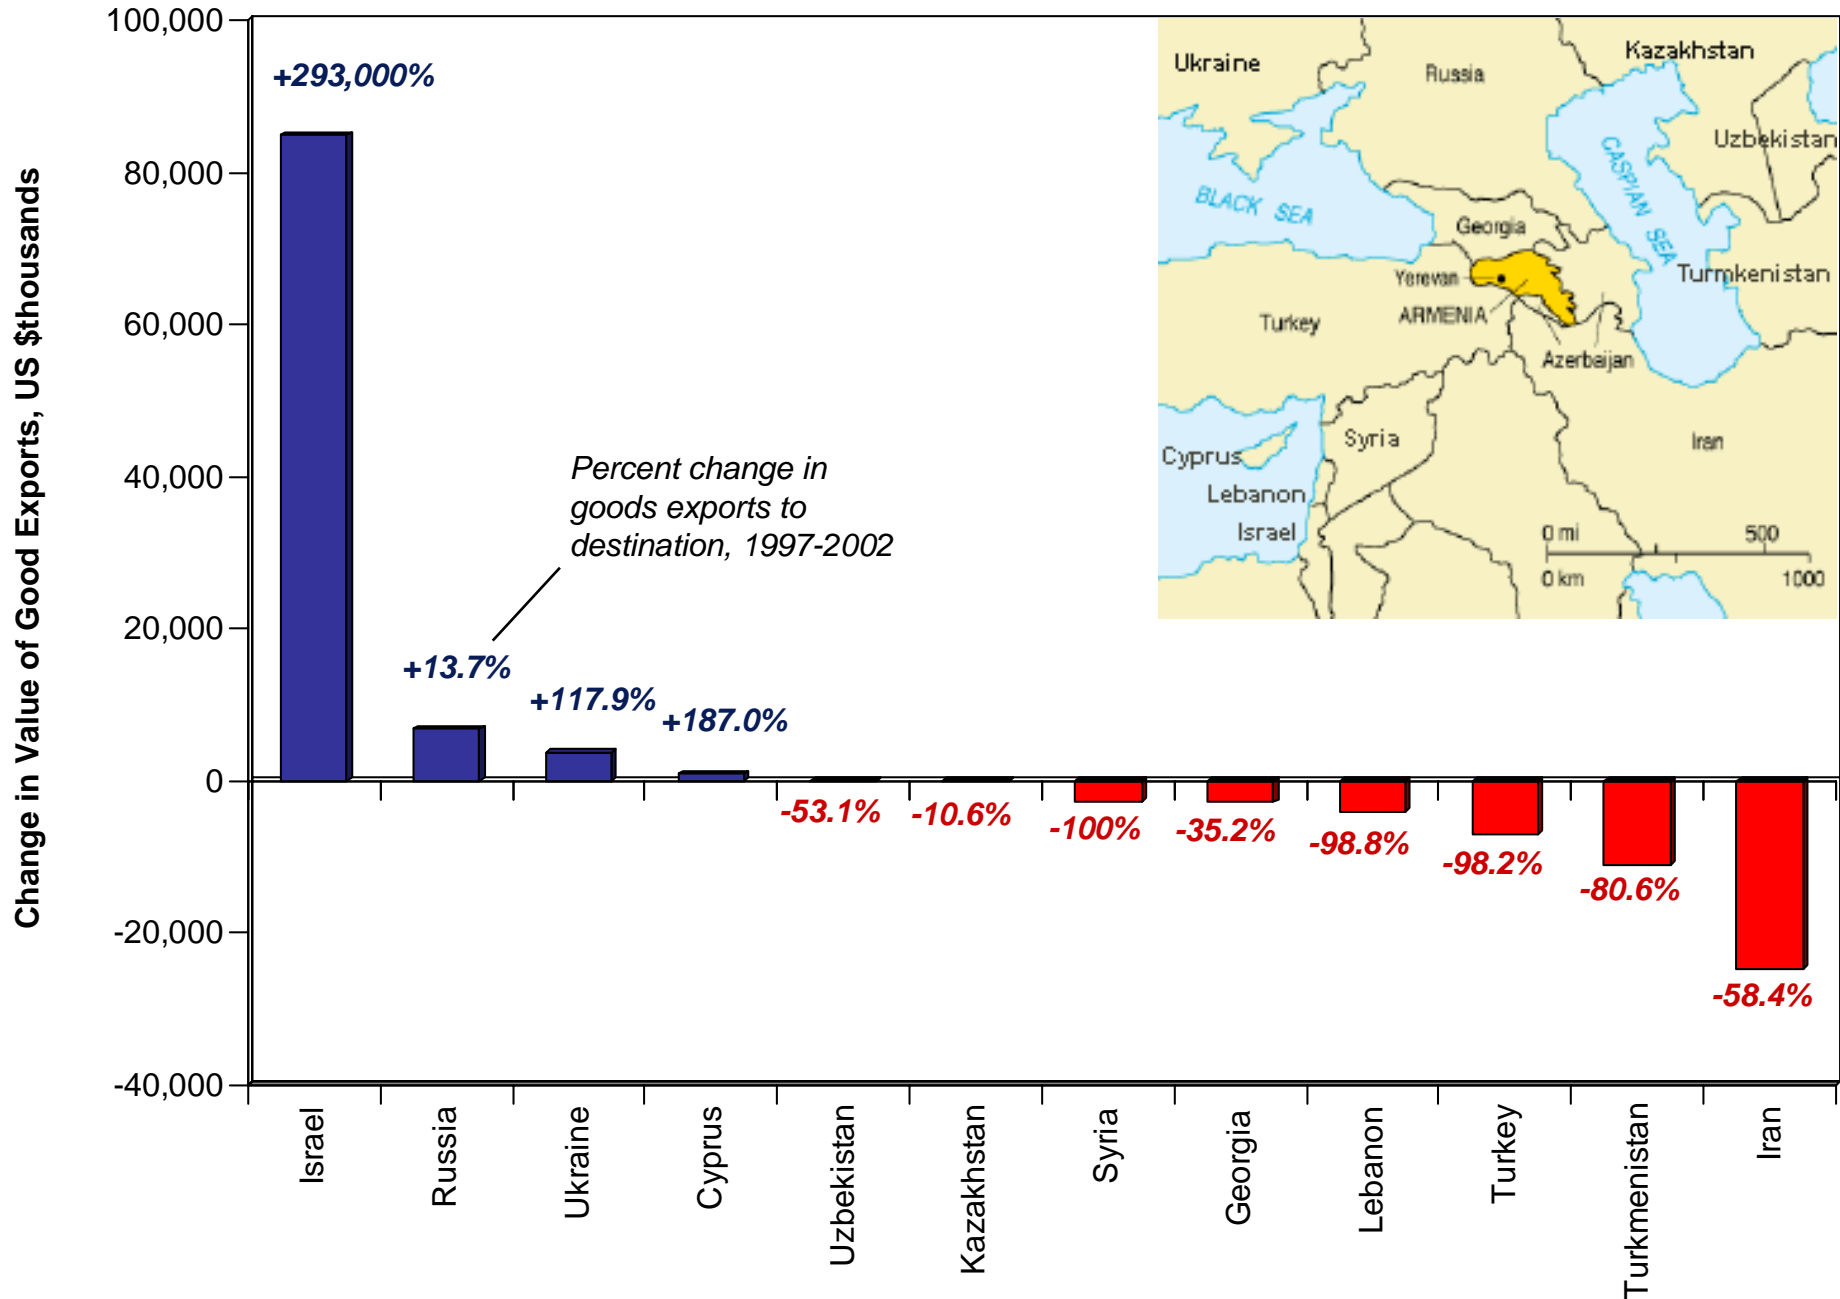 Change in Value of Good Exports, US $thousands
100,000
80,000
60,000
40,000
20,000
0
-20,000
-40,000
+293,000%
Percent change in
goods exports to
destination, 1997-2002
+13.7%
+117.9%
+187.0%
-53.1%
-10.6%
-100%
-35.2%
-98.8%
-98.2%
-80.6%
-58.4%
Israel
Russia
Ukraine
Cyprus
Uzbekistan
Kazakhstan
Syria
Georgia
Lebanon
Turkey
Turkmenistan
Iran
Ukraine
Russia
Kazakhstan
Uzbekistan
BLACK SEA
CASPIAN SEA
Georgia
Yerevan
Turmkenistan
ARMENIA
Turkey
Azerbaijan
Syria
Iran
Cyprus
Lebanon
Israel
0 mi 500
0 km 1000